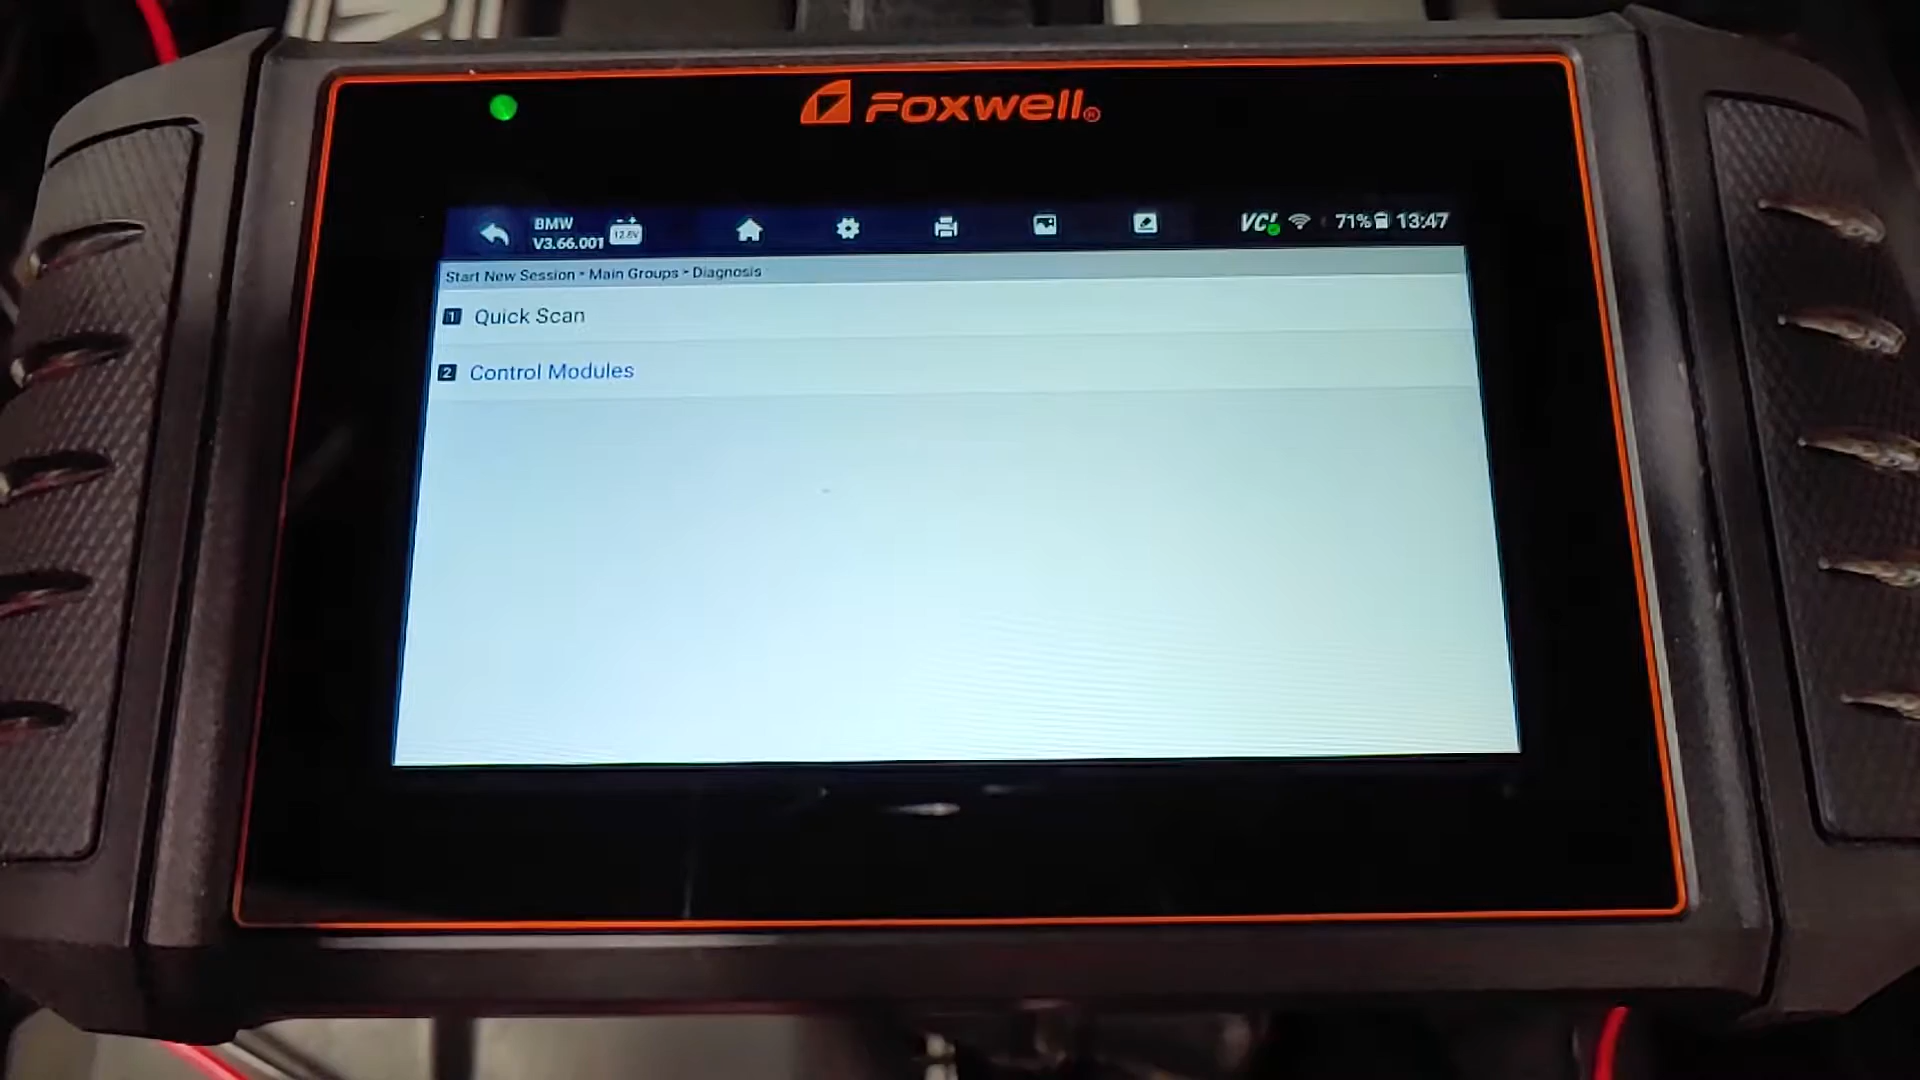 Foxwell®
BMW
V3.66.001
12.6V
VCI
71%
13:47
Start New Session > Main Groups > Diagnosis
1 Quick Scan
2 Control Modules